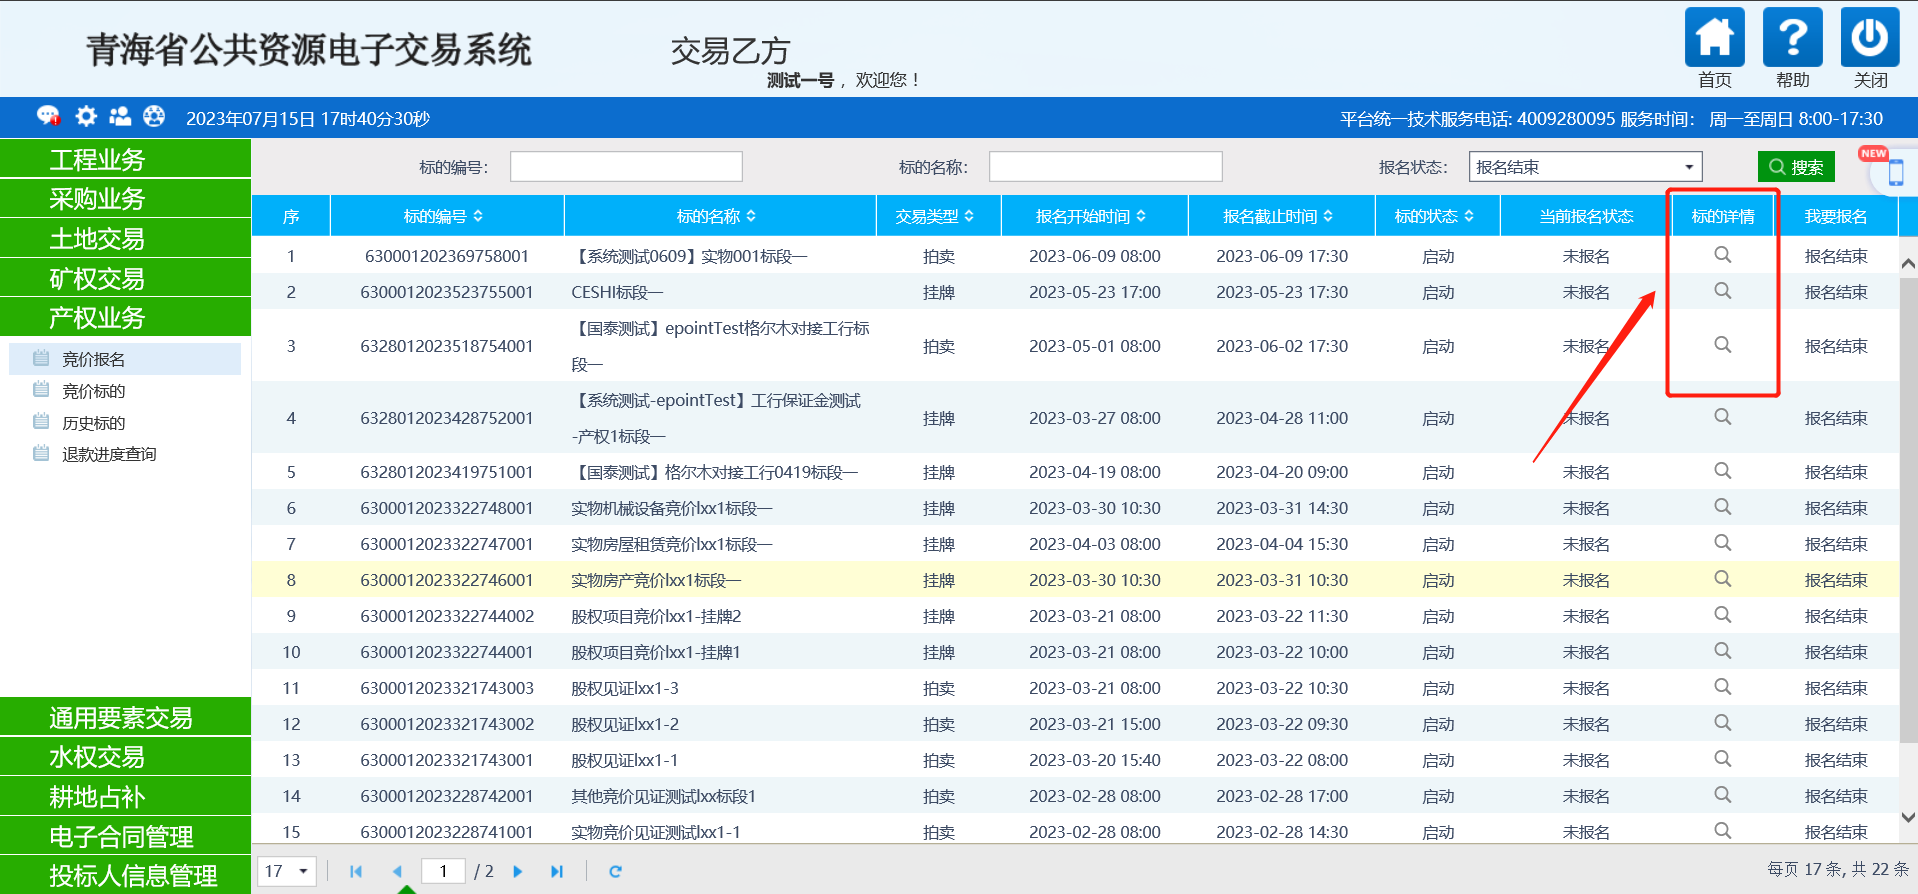 青海省公共资源电子交易系统
交易乙方
测试一号 ，欢迎您！
首页
帮助
关闭
2023年07月15日 17时40分30秒
平台统一技术服务电话: 4009280095 服务时间： 周一至周日 8:00-17:30
工程业务
采购业务
土地交易
矿权交易
产权业务
竞价报名
竞价标的
历史标的
退款进度查询
通用要素交易
水权交易
耕地占补
电子合同管理
投标人信息管理
标的编号：
标的名称：
报名状态： 报名结束
搜索
NEW
序 标的编号 标的名称 交易类型 报名开始时间 报名截止时间 标的状态 当前报名状态 标的详情 我要报名
1 630001202369758001 【系统测试0609】实物001标段一 拍卖 2023-06-09 08:00 2023-06-09 17:30 启动 未报名 报名结束
2 6300012023523755001 CESHI标段一 挂牌 2023-05-23 17:00 2023-05-23 17:30 启动 未报名 报名结束
3 6328012023518754001 【国泰测试】epointTest格尔木对接工行标
段一 拍卖 2023-05-01 08:00 2023-06-02 17:30 启动 未报名 报名结束
4 6328012023428752001 【系统测试-epointTest】工行保证金测试
-产权1标段一 挂牌 2023-03-27 08:00 2023-04-28 11:00 启动 未报名 报名结束
5 6328012023419751001 【国泰测试】格尔木对接工行0419标段一 挂牌 2023-04-19 08:00 2023-04-20 09:00 启动 未报名 报名结束
6 6300012023322748001 实物机械设备竞价lxx1标段一 挂牌 2023-03-30 10:30 2023-03-31 14:30 启动 未报名 报名结束
7 6300012023322747001 实物房屋租赁竞价lxx1标段一 挂牌 2023-04-03 08:00 2023-04-04 15:30 启动 未报名 报名结束
8 6300012023322746001 实物房产竞价lxx1标段一 挂牌 2023-03-30 10:30 2023-03-31 10:30 启动 未报名 报名结束
9 6300012023322744002 股权项目竞价lxx1-挂牌2 挂牌 2023-03-21 08:00 2023-03-22 11:30 启动 未报名 报名结束
10 6300012023322744001 股权项目竞价lxx1-挂牌1 挂牌 2023-03-21 08:00 2023-03-22 10:00 启动 未报名 报名结束
11 6300012023321743003 股权见证lxx1-3 拍卖 2023-03-21 08:00 2023-03-22 10:30 启动 未报名 报名结束
12 6300012023321743002 股权见证lxx1-2 拍卖 2023-03-21 15:00 2023-03-22 09:30 启动 未报名 报名结束
13 6300012023321743001 股权见证lxx1-1 拍卖 2023-03-20 15:40 2023-03-22 08:00 启动 未报名 报名结束
14 6300012023228742001 其他竞价见证测试lxx标段1 拍卖 2023-02-28 08:00 2023-02-28 17:00 启动 未报名 报名结束
15 6300012023228741001 实物竞价见证测试lxx1-1 拍卖 2023-02-28 08:00 2023-02-28 14:30 启动 未报名 报名结束
17 1 / 2
每页 17 条, 共 22 条